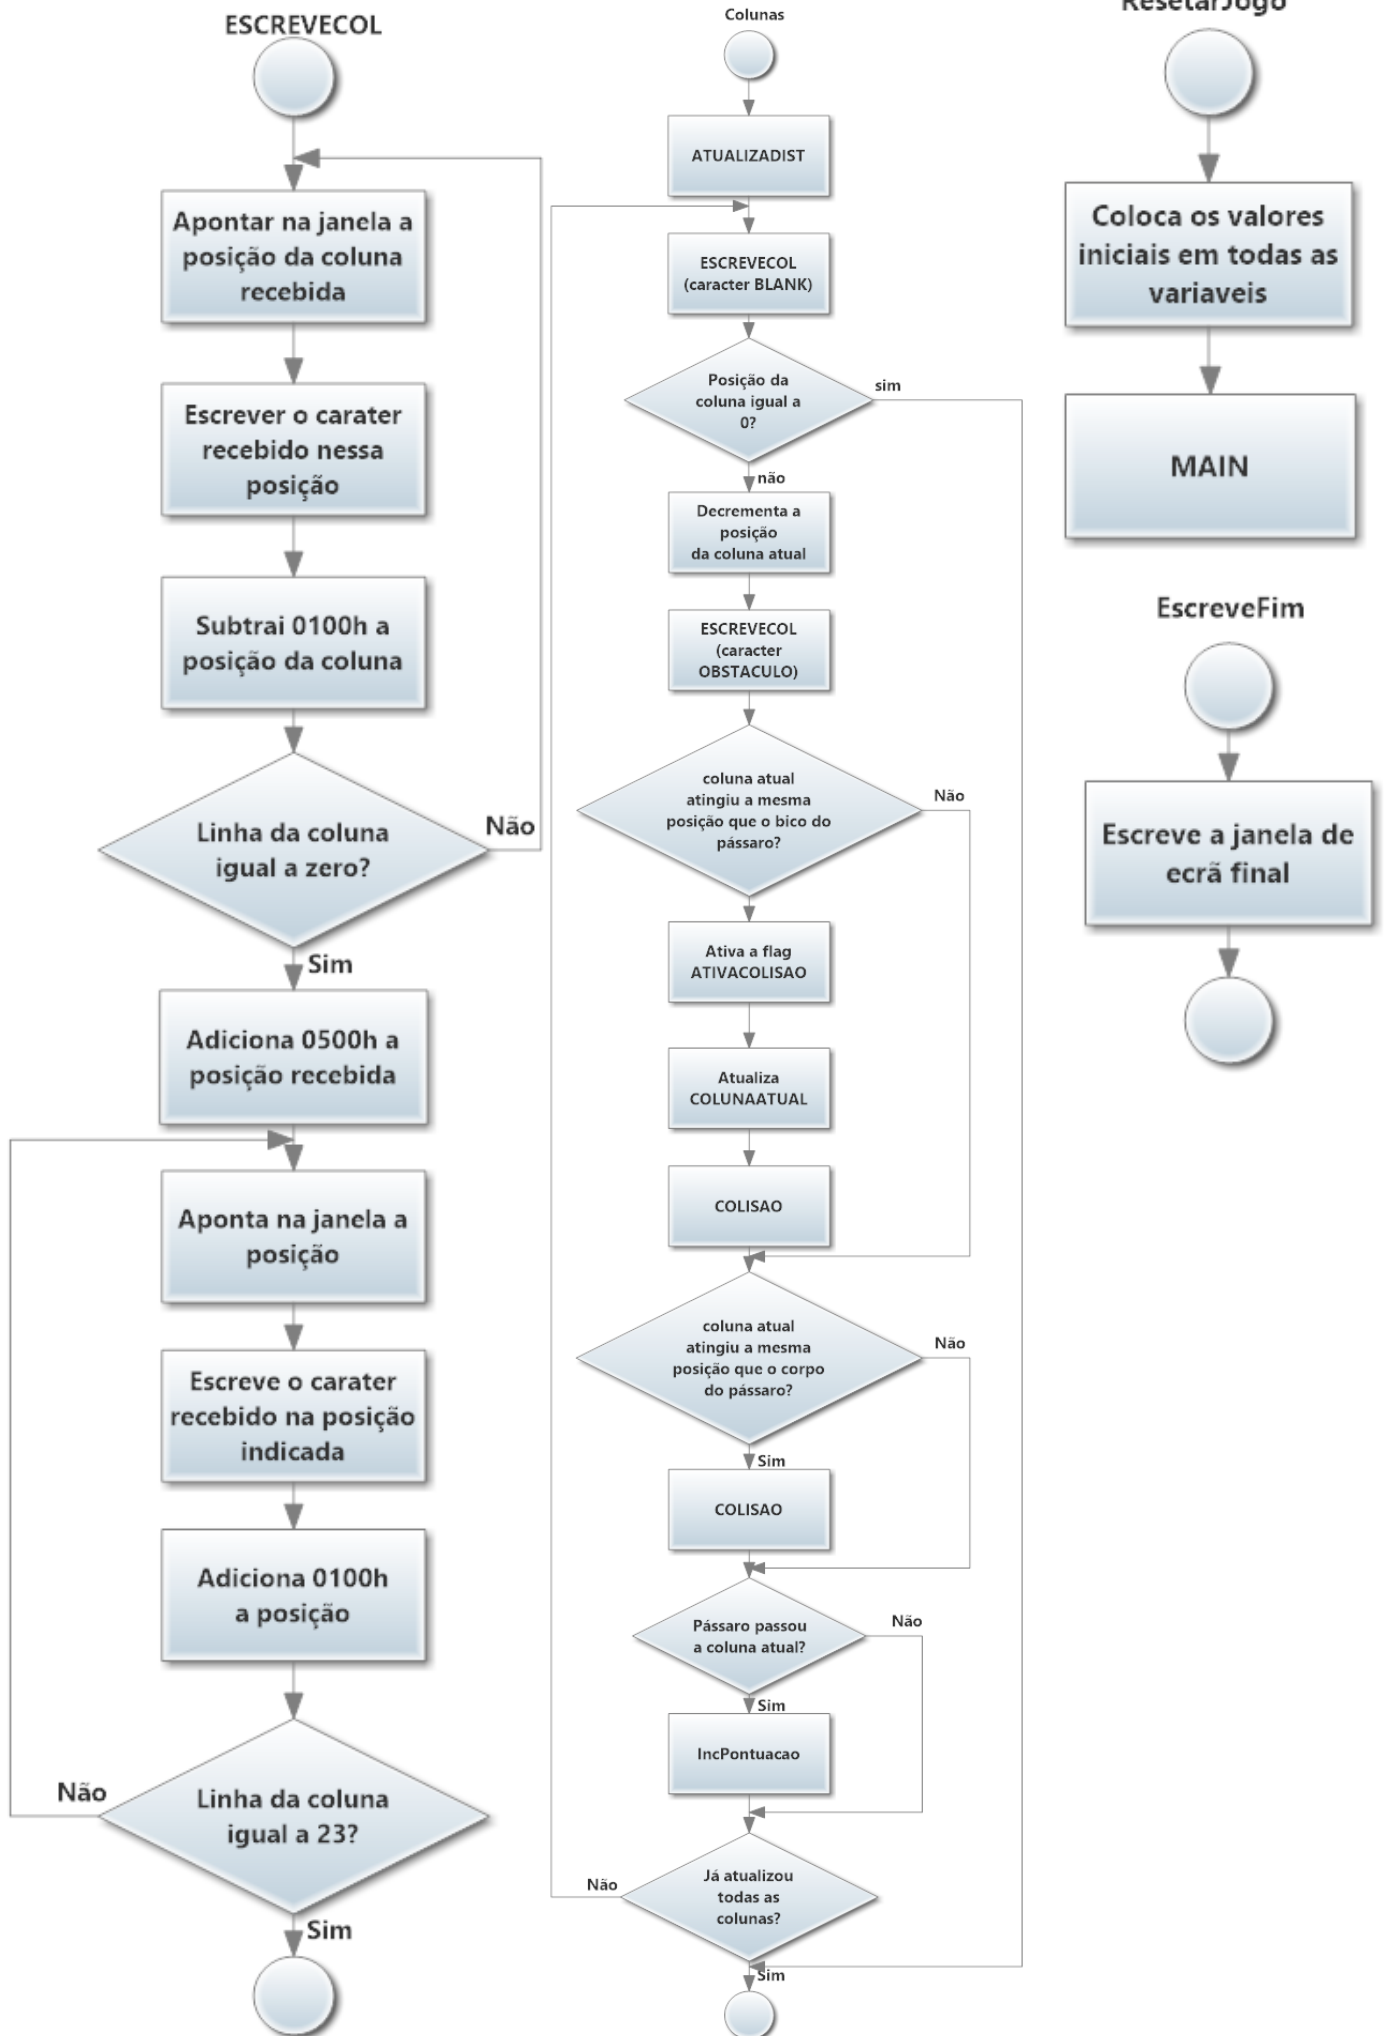 ESCREVECOL
Apontar na janela a
posição da coluna
recebida
Escrever o carater
recebido nessa
posição
Subtrai 0100h a
posição da coluna
Linha da coluna
igual a zero?
Não
Sim
Adiciona 0500h a
posição recebida
Aponta na janela a
posição
Escreve o carater
recebido na posição
indicada
Adiciona 0100h
a posição
Linha da coluna
igual a 23?
Não
Sim
Colunas
ATUALIZADIST
ESCREVECOL
(caracter BLANK)
Posição da
coluna igual a
0?
sim
não
Decrementa a
posição
da coluna atual
ESCREVECOL
(caracter
OBSTACULO)
coluna atual
atingiu a mesma
posição que o bico do
pássaro?
Não
Ativa a flag
ATIVACOLISAO
Atualiza
COLUNAATUAL
COLISAO
coluna atual
atingiu a mesma
posição que o corpo
do pássaro?
Não
Sim
COLISAO
Pássaro passou
a coluna atual?
Não
Sim
IncPontuacao
Já atualizou
todas as
colunas?
Não
Sim
ResetarJogo
Coloca os valores
iniciais em todas as
variaveis
MAIN
EscreveFim
Escreve a janela de
ecrã final